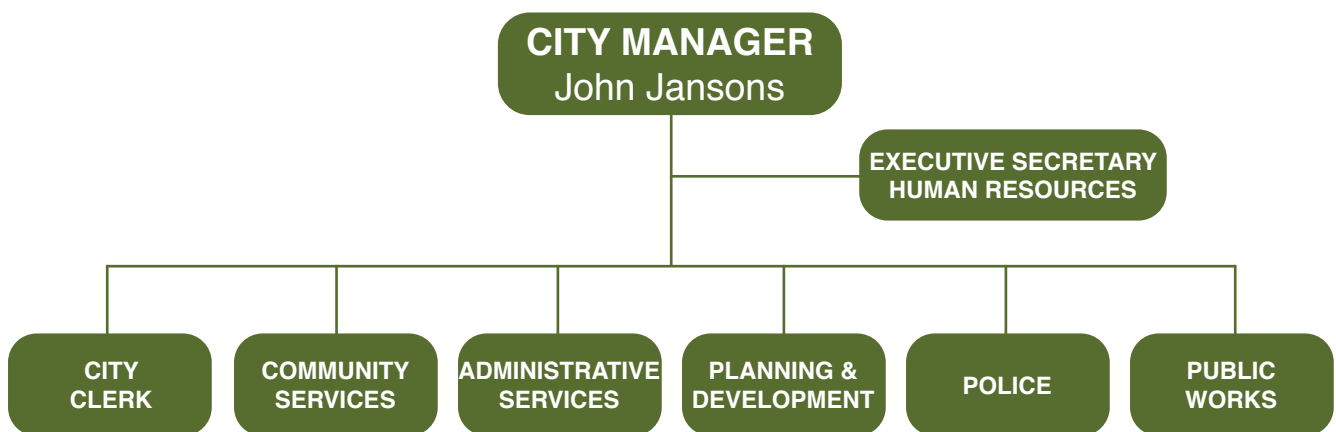 CITY MANAGER
John Jansons
EXECUTIVE SECRETARY
HUMAN RESOURCES
CITY
CLERK
COMMUNITY
SERVICES
ADMINISTRATIVE
SERVICES
PLANNING &
DEVELOPMENT
POLICE
PUBLIC
WORKS